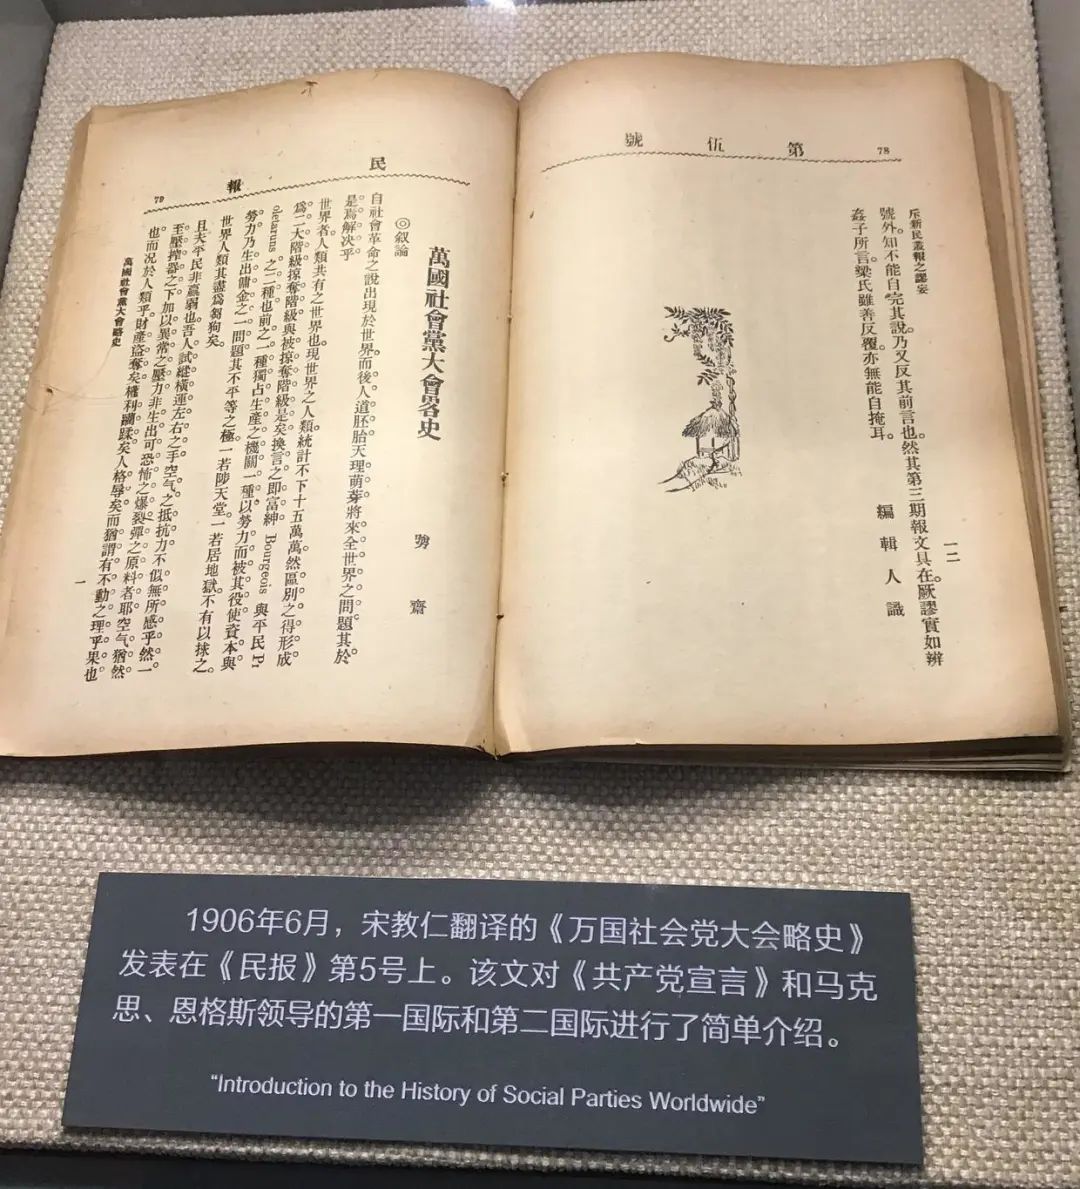 第伍號
78
斥新民叢報之謬妄
一二
號外。知不能自完其說。乃又反其前言也。然其第三期報文具在。厥謬實如辨
姦子所言。梁氏雖善反覆。亦無能自掩耳。
編輯人識
民報
79
萬國社會黨大會畧史
勥齋
◎叙論
自社會革命之說出現於世界。而後人道胚胎。天理萌芽。將來全世界之問題其於
是焉解決乎
世界者人類共有之世界也。現世界之人類統計不下十五萬萬。然區別之得形成
爲二大階級。掠奪階級與被掠奪階級是矣。換言之即富紳 Bourgeois 與平民 Pr
oletaruns 之二種也。前之一種獨占生產之機關。一種以勞力而被其役使。資本與
勞力乃生出傭金之一問題。其不平等之極。一若陟天堂。一若居地獄。不有以捄之。
世界人類其盡爲芻狗矣。
且夫平民非羸弱也。吾人試縱橫運左右之手。空气之抵抗力不似無所感乎。然一
至壓搾器之下。加以異常之壓力。非生出可恐怖之爆裂彈之原料者耶。空气猶然
也。而况於人類乎。財產盜奪矣。權利蹂矣。人格辱矣。而猶謂有不動之理乎。果也
萬國社會黨大會略史
一
1906年6月，宋教仁翻译的《万国社会党大会略史》
发表在《民报》第5号上。该文对《共产党宣言》和马克
思、恩格斯领导的第一国际和第二国际进行了简单介绍。
“Introduction to the History of Social Parties Worldwide”